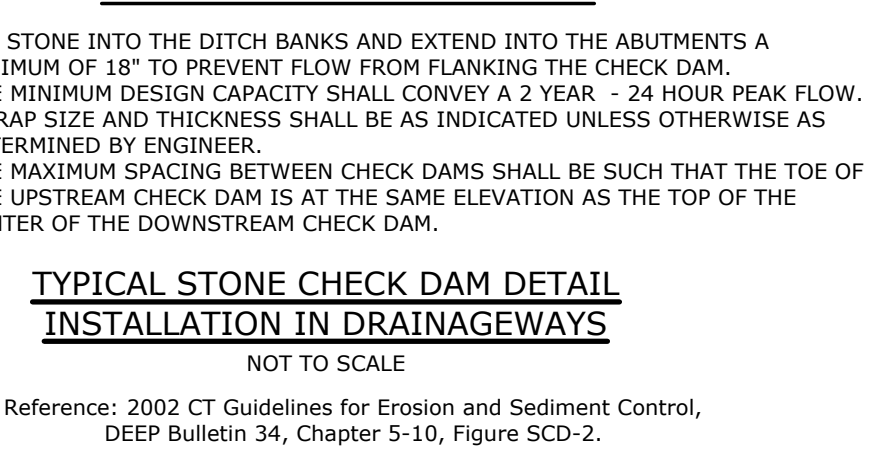 STONE INTO THE DITCH BANKS AND EXTEND INTO THE ABUTMENTS A
IMUM OF 18" TO PREVENT FLOW FROM FLANKING THE CHECK DAM.
E MINIMUM DESIGN CAPACITY SHALL CONVEY A 2 YEAR - 24 HOUR PEAK FLOW.
RAP SIZE AND THICKNESS SHALL BE AS INDICATED UNLESS OTHERWISE AS
TERMINED BY ENGINEER.
E MAXIMUM SPACING BETWEEN CHECK DAMS SHALL BE SUCH THAT THE TOE OF
E UPSTREAM CHECK DAM IS AT THE SAME ELEVATION AS THE TOP OF THE
NTER OF THE DOWNSTREAM CHECK DAM.
TYPICAL STONE CHECK DAM DETAIL
INSTALLATION IN DRAINAGEWAYS
NOT TO SCALE
Reference: 2002 CT Guidelines for Erosion and Sediment Control,
DEEP Bulletin 34, Chapter 5-10, Figure SCD-2.